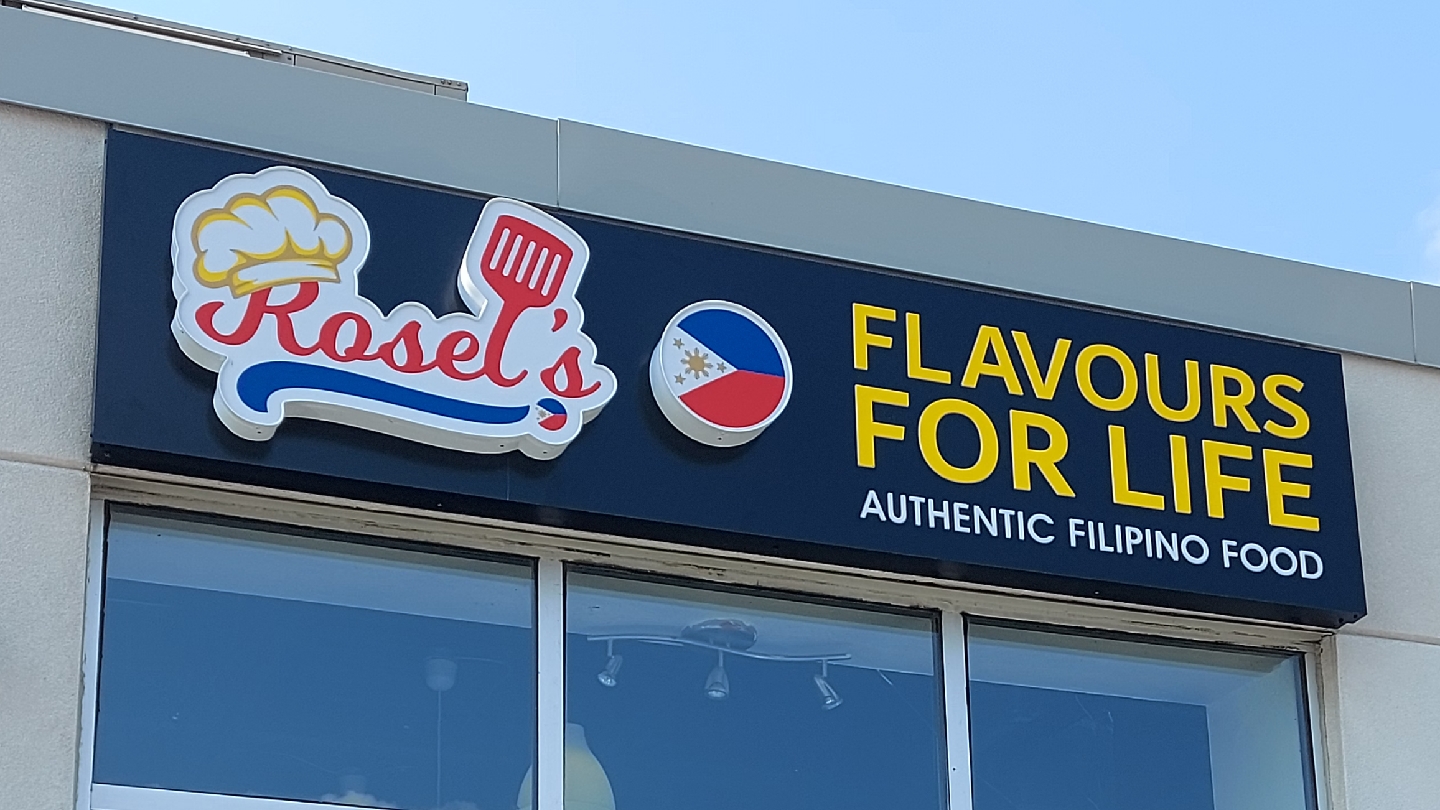 Rosel's
FLAVOURS
FOR LIFE
AUTHENTIC FILIPINO FOOD